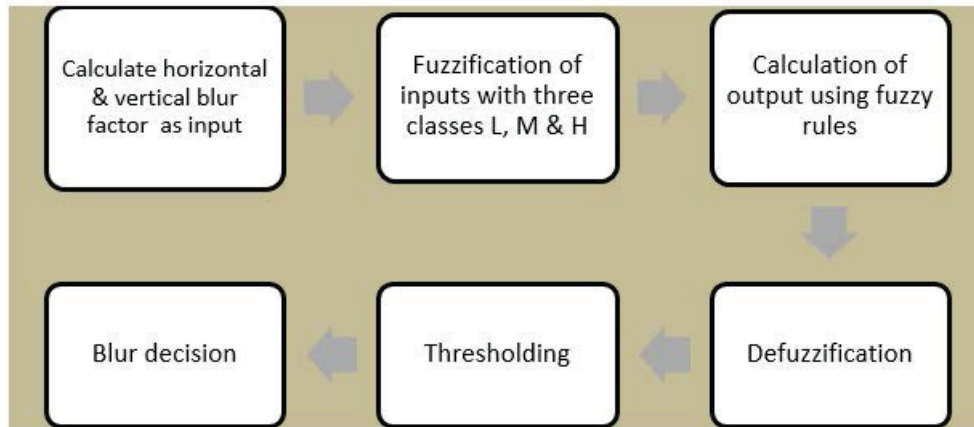 Calculate horizontal
& vertical blur
factor as input
Fuzzification of
inputs with three
classes L, M & H
Calculation of
output using fuzzy
rules
Blur decision
Thresholding
Defuzzification